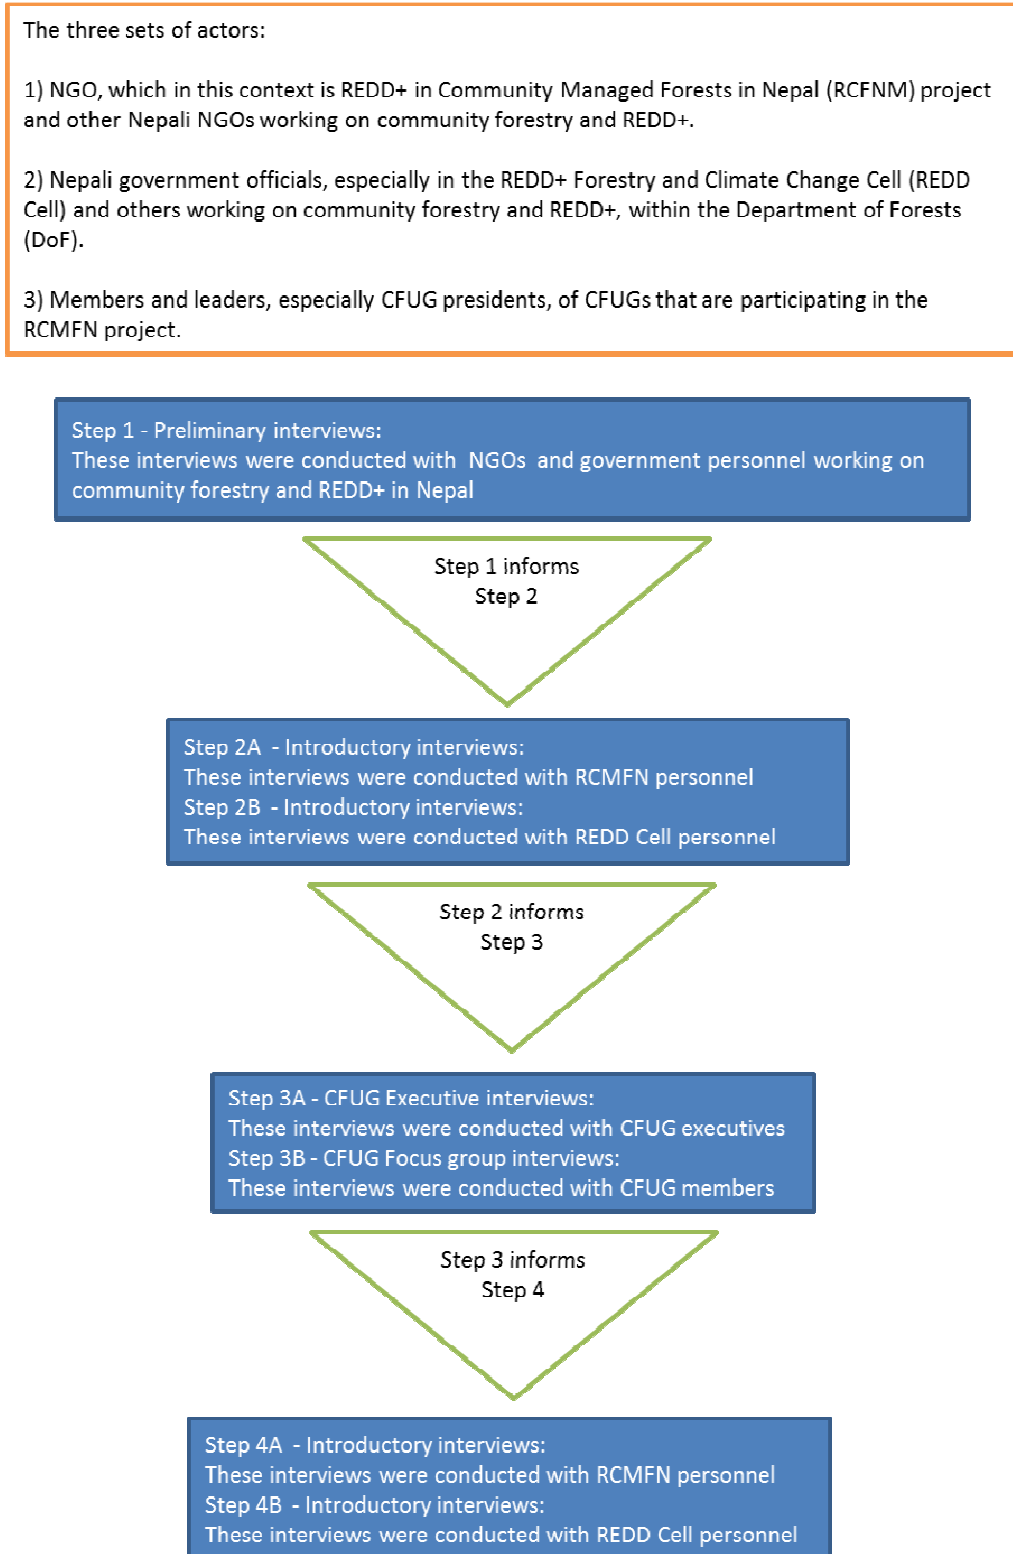 The three sets of actors:
1) NGO, which in this context is REDD+ in Community Managed Forests in Nepal (RCFNM) project
and other Nepali NGOs working on community forestry and REDD+.
2) Nepali government officials, especially in the REDD+ Forestry and Climate Change Cell (REDD
Cell) and others working on community forestry and REDD+, within the Department of Forests
(DoF).
3) Members and leaders, especially CFUG presidents, of CFUGs that are participating in the
RCMFN project.
Step 1 - Preliminary interviews:
These interviews were conducted with NGOs and government personnel working on
community forestry and REDD+ in Nepal
Step 1 informs
Step 2
Step 2A - Introductory interviews:
These interviews were conducted with RCMFN personnel
Step 2B - Introductory interviews:
These interviews were conducted with REDD Cell personnel
Step 2 informs
Step 3
Step 3A - CFUG Executive interviews:
These interviews were conducted with CFUG executives
Step 3B - CFUG Focus group interviews:
These interviews were conducted with CFUG members
Step 3 informs
Step 4
Step 4A - Introductory interviews:
These interviews were conducted with RCMFN personnel
Step 4B - Introductory interviews:
These interviews were conducted with REDD Cell personnel